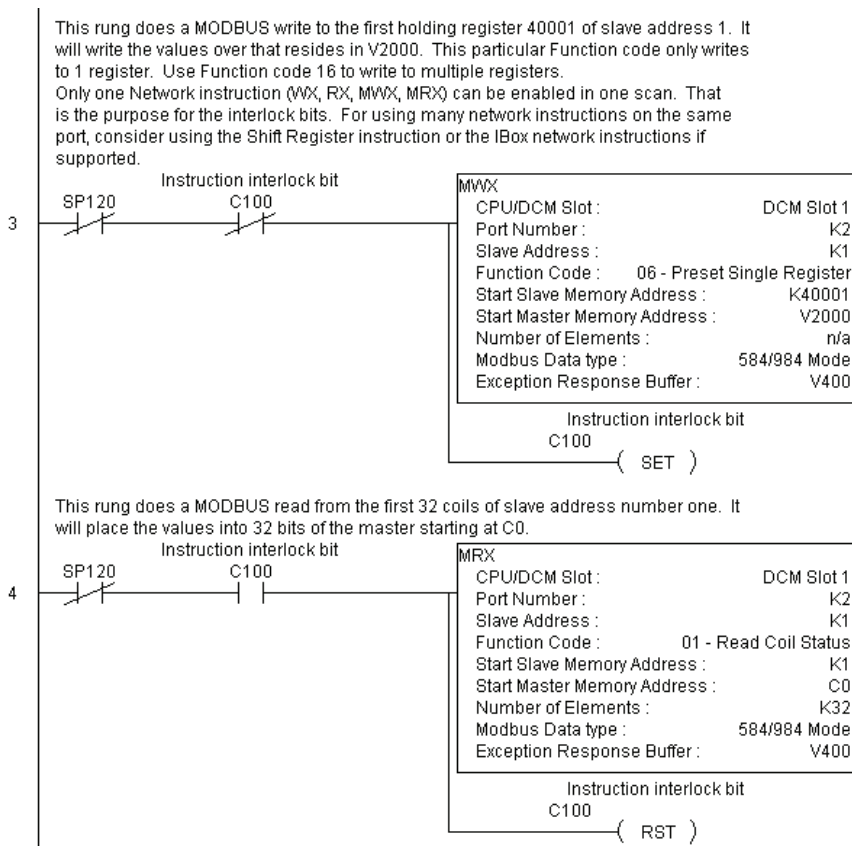 This rung does a MODBUS write to the first holding register 40001 of slave address 1. It
will write the values over that resides in V2000. This particular Function code only writes
to 1 register. Use Function code 16 to write to multiple registers.
Only one Network instruction (WX, RX, MWX, MRX) can be enabled in one scan. That
is the purpose for the interlock bits. For using many network instructions on the same
port, consider using the Shift Register instruction or the IBox network instructions if
supported.
Instruction interlock bit
SP120 C100
3
MWX
CPU/DCM Slot : DCM Slot 1
Port Number : K2
Slave Address : K1
Function Code : 06 - Preset Single Register
Start Slave Memory Address : K40001
Start Master Memory Address : V2000
Number of Elements : n/a
Modbus Data type : 584/984 Mode
Exception Response Buffer : V400
Instruction interlock bit
C100
( SET )
This rung does a MODBUS read from the first 32 coils of slave address number one. It
will place the values into 32 bits of the master starting at C0.
Instruction interlock bit
SP120 C100
4
MRX
CPU/DCM Slot : DCM Slot 1
Port Number : K2
Slave Address : K1
Function Code : 01 - Read Coil Status
Start Slave Memory Address : K1
Start Master Memory Address : C0
Number of Elements : K32
Modbus Data type : 584/984 Mode
Exception Response Buffer : V400
Instruction interlock bit
C100
( RST )